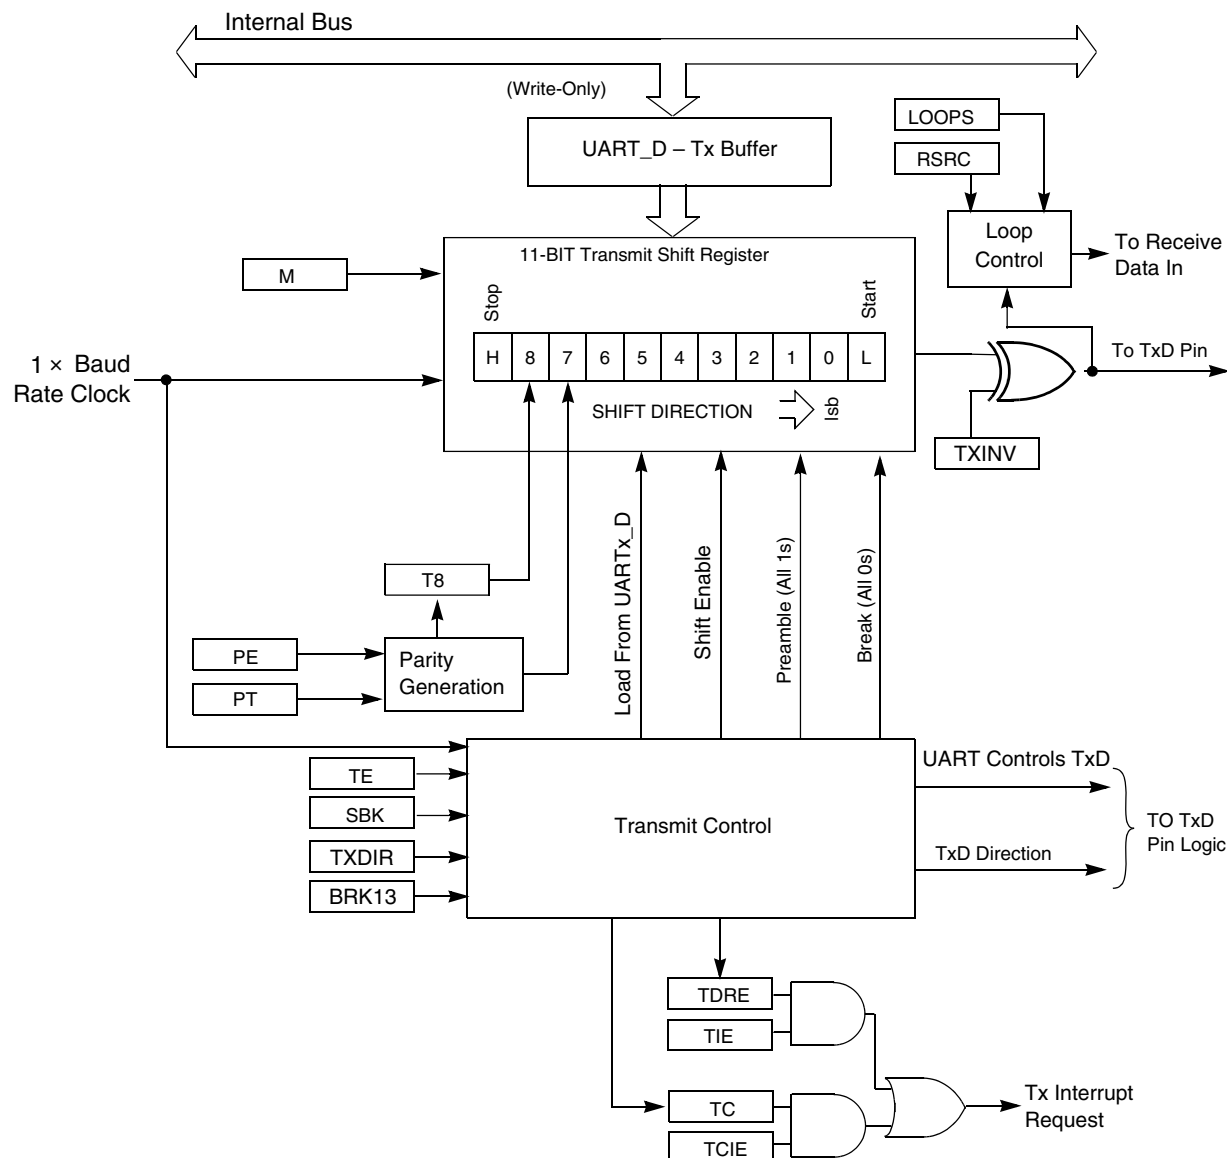 Internal Bus
(Write-Only)
UART_D – Tx Buffer
LOOPS
RSRC
Loop
Control
To Receive
Data In
11-BIT Transmit Shift Register
M
Stop
Start
H 8 7 6 5 4 3 2 1 0 L
1 × Baud
Rate Clock
SHIFT DIRECTION
lsb
To TxD Pin
TXINV
Load From UARTx_D
Shift Enable
Preamble (All 1s)
Break (All 0s)
T8
PE
PT
Parity
Generation
TE
SBK
TXDIR
BRK13
Transmit Control
UART Controls TxD
TxD Direction
TO TxD
Pin Logic
TDRE
TIE
TC
TCIE
Tx Interrupt
Request